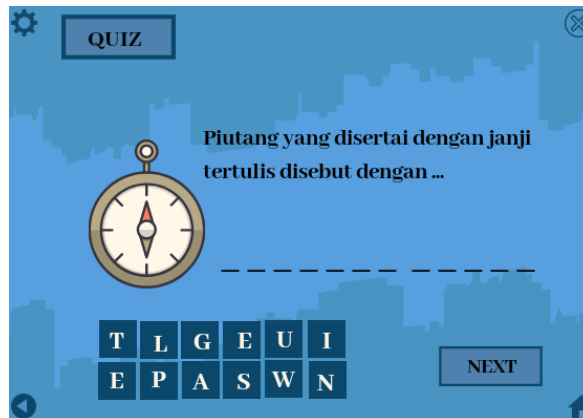 QUIZ
Piutang yang disertai dengan janji
tertulis disebut dengan ...
_ _ _ _ _ _ _ _ _ _ _ _
T L G E U I
E P A S W N
NEXT